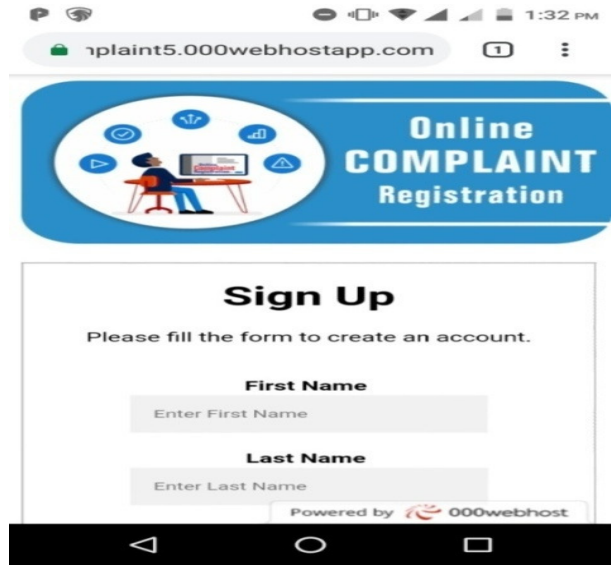 1:32 PM
nplaint5.000webhostapp.com
1
Online
COMPLAINT
Registration
Sign Up
Please fill the form to create an account.
First Name
Enter First Name
Last Name
Enter Last Name
Powered by 000webhost